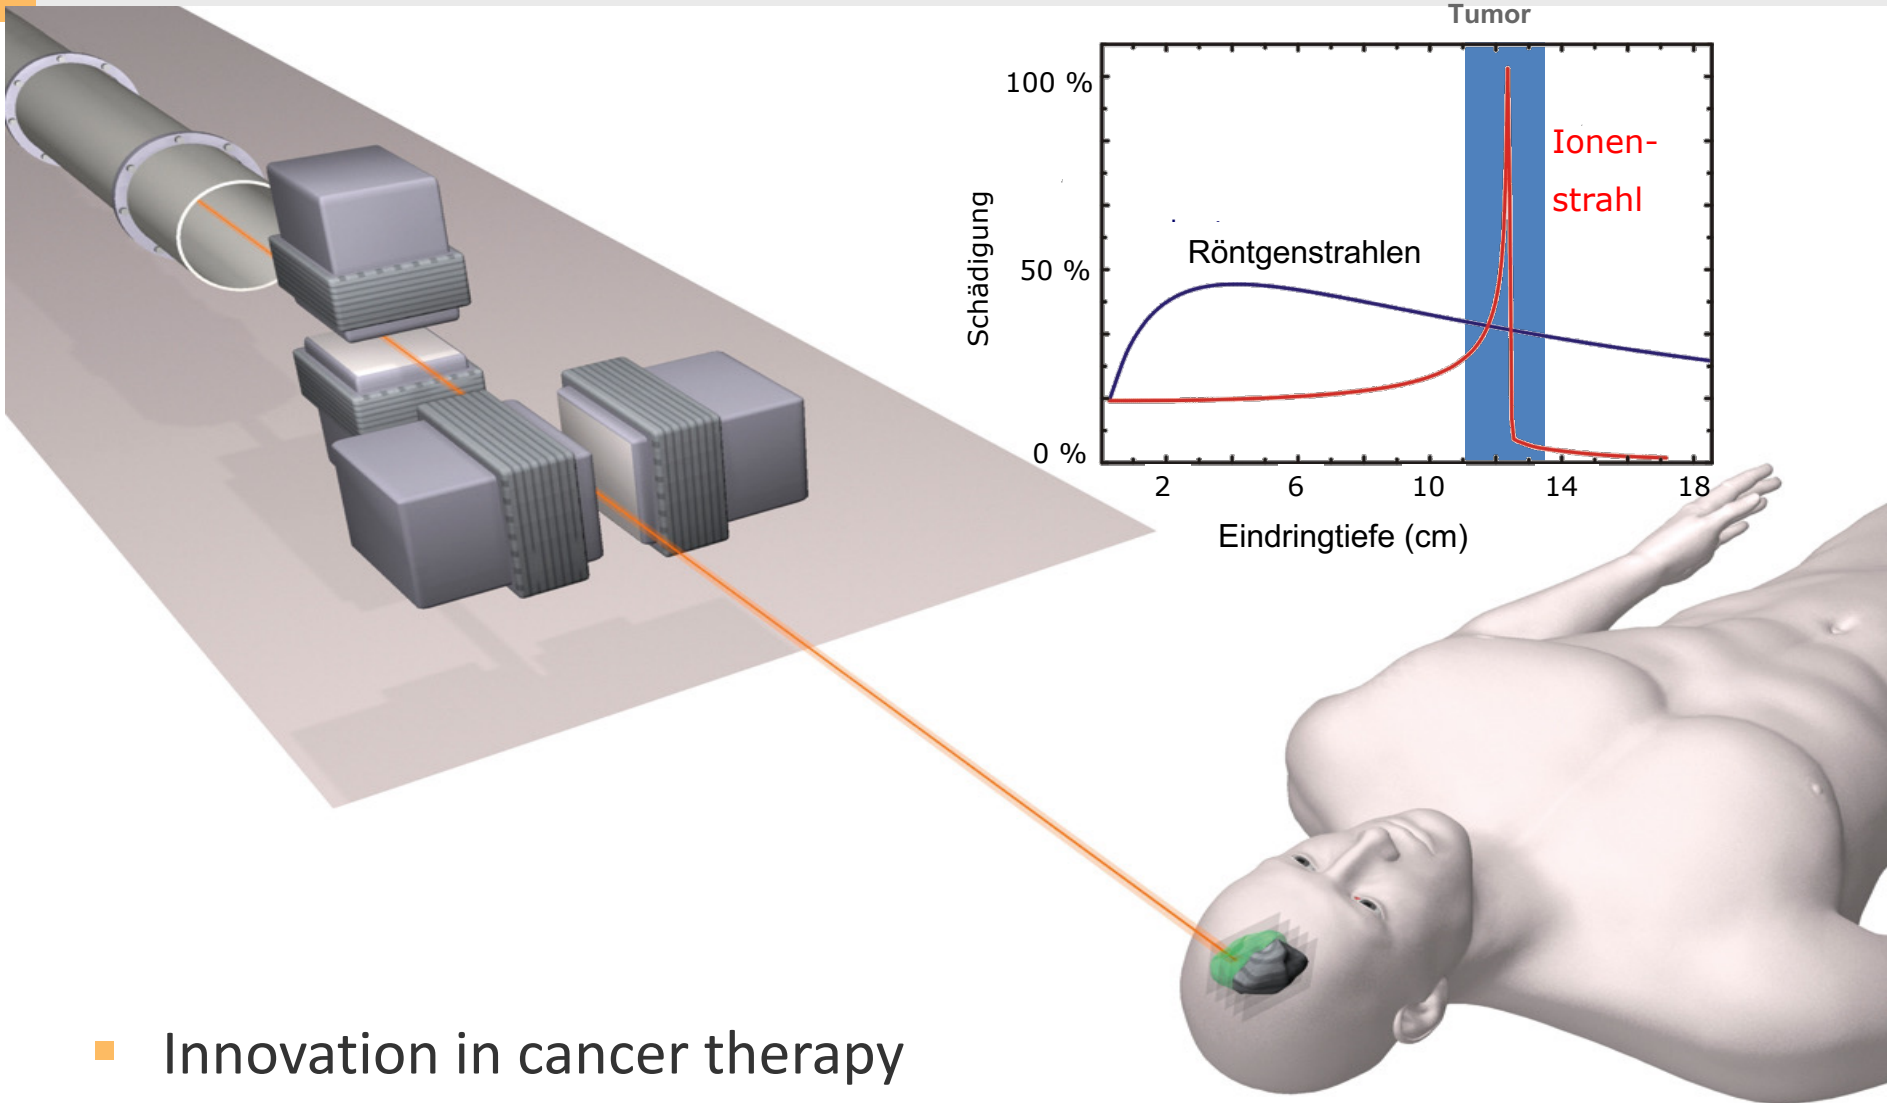 Tumor
100 %
50 %
0 %
Schädigung
Röntgenstrahlen
Ionen-
strahl
2 6 10 14 18
Eindringtiefe (cm)
Innovation in cancer therapy